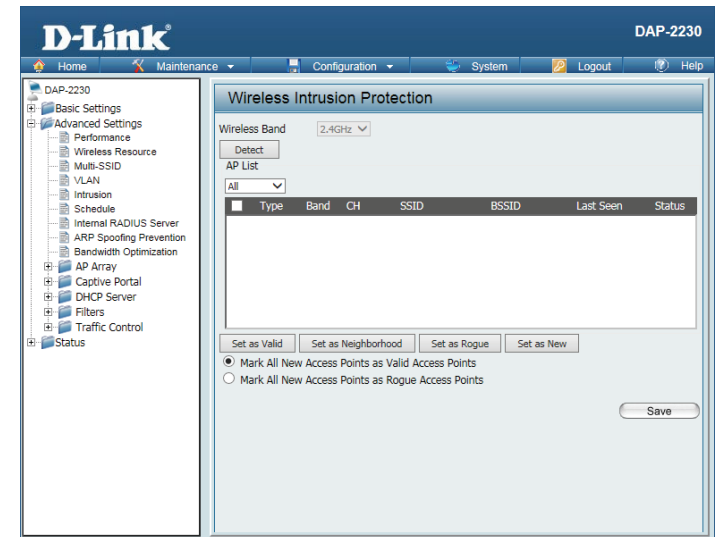 D-Link®
DAP-2230
Home
Maintenance
Configuration
System
Logout
Help
DAP-2230
Basic Settings
Advanced Settings
Performance
Wireless Resource
Multi-SSID
VLAN
Intrusion
Schedule
Internal RADIUS Server
ARP Spoofing Prevention
Bandwidth Optimization
AP Array
Captive Portal
DHCP Server
Filters
Traffic Control
Status
Wireless Intrusion Protection
Wireless Band 2.4GHz
Detect
AP List
All
Type Band CH SSID BSSID Last Seen Status
Set as Valid Set as Neighborhood Set as Rogue Set as New
Mark All New Access Points as Valid Access Points
Mark All New Access Points as Rogue Access Points
Save